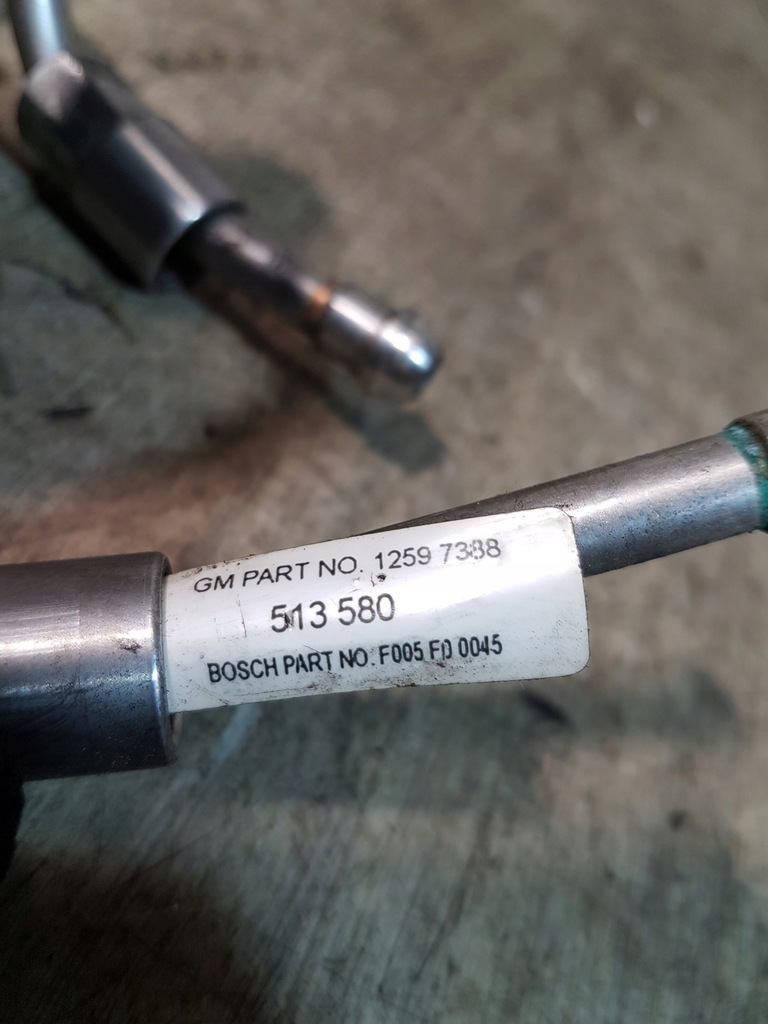 GM PART NO. 1259 7388
513 580
BOSCH PART NO. F005 F0 0045